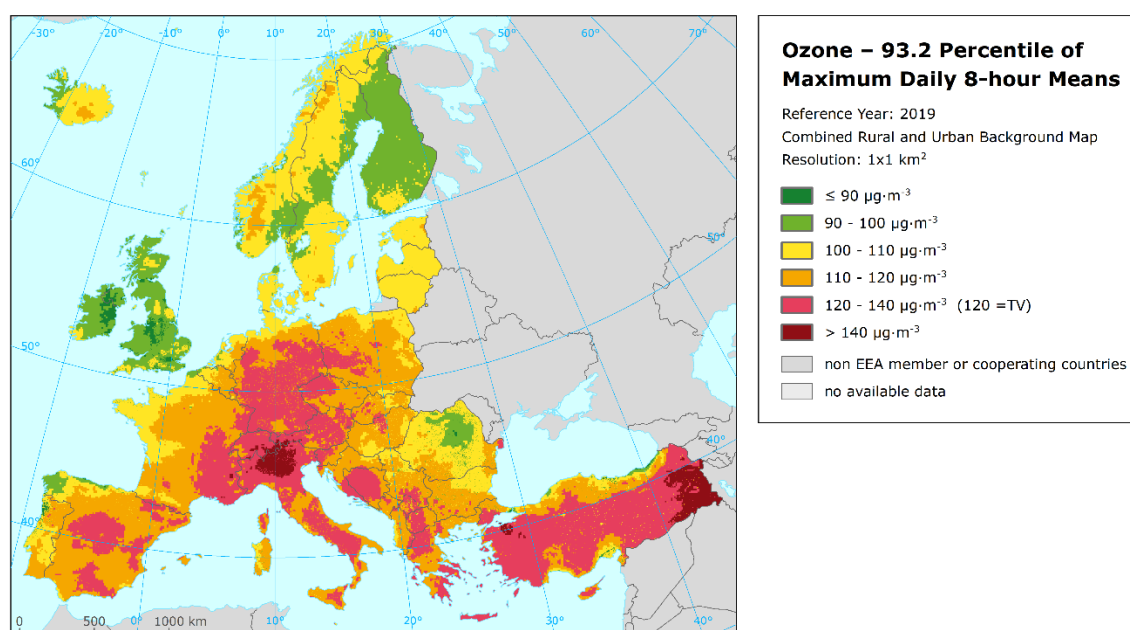 -30° -20° -10° 0° 10° 20° 30° 40° 50° 60° 70°
60°
50°
40°
50°
40°
0 500 1000 km
0° 10° 20° 30° 40°
Ozone – 93.2 Percentile of
Maximum Daily 8-hour Means
Reference Year: 2019
Combined Rural and Urban Background Map
Resolution: 1x1 km²
≤ 90 µg·m⁻³
90 - 100 µg·m⁻³
100 - 110 µg·m⁻³
110 - 120 µg·m⁻³
120 - 140 µg·m⁻³ (120 =TV)
> 140 µg·m⁻³
non EEA member or cooperating countries
no available data